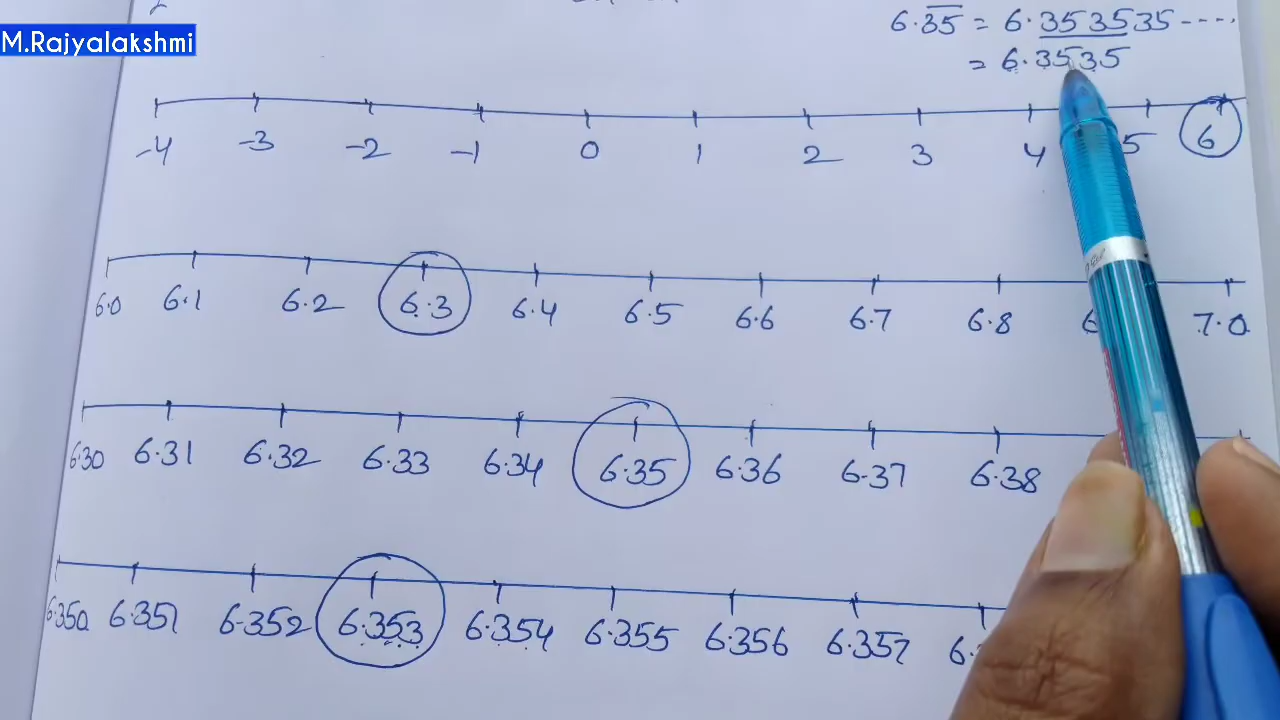 M.Rajyalakshmi
6.3̅5̅ = 6.353535----
= 6.3535
-4 -3 -2 -1 0 1 2 3 4 5 6
6.0 6.1 6.2 6.3 6.4 6.5 6.6 6.7 6.8 7.0
6.30 6.31 6.32 6.33 6.34 6.35 6.36 6.37 6.38
6.350 6.351 6.352 6.353 6.354 6.355 6.356 6.357